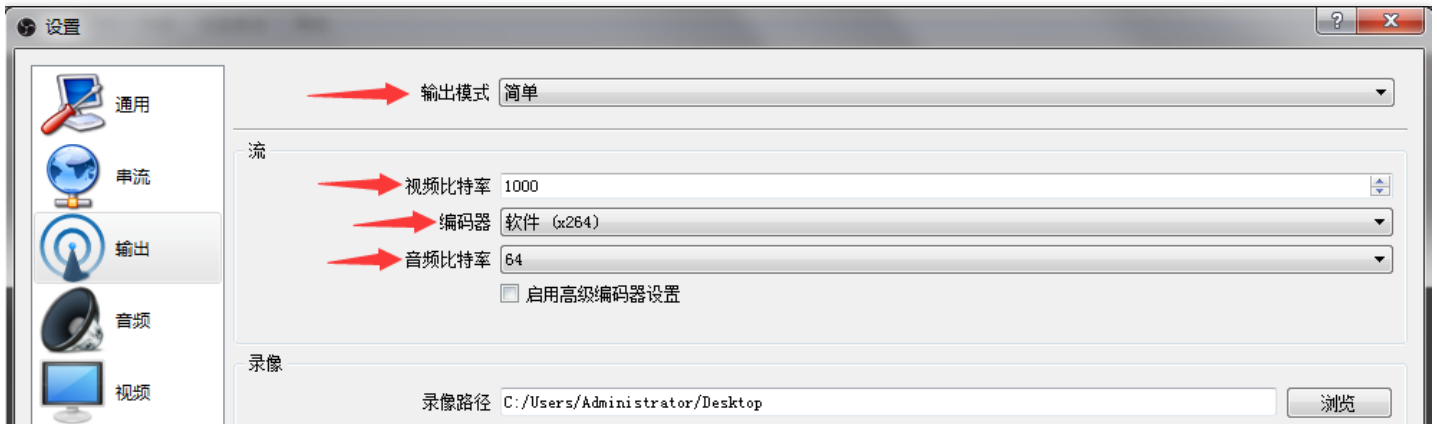 设置
?
X
通用
输出模式 简单
流
串流
视频比特率 1000
编码器 软件 (x264)
输出
音频比特率 64
启用高级编码器设置
音频
录像
视频
录像路径 C:/Users/Administrator/Desktop 浏览